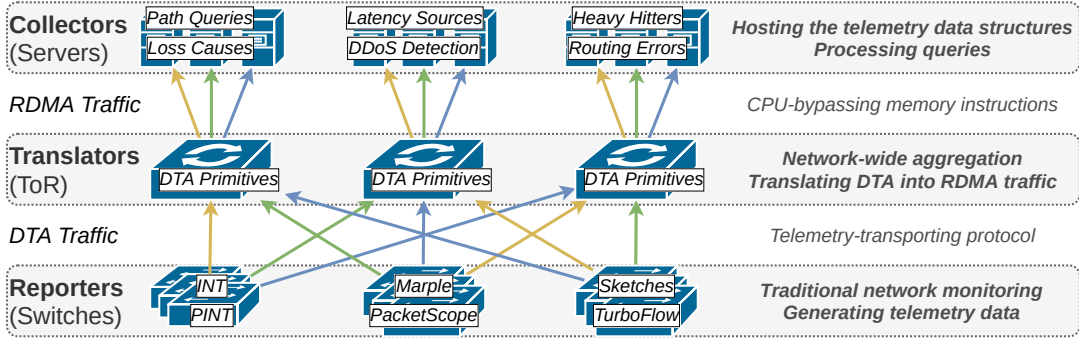 Collectors
(Servers)
Path Queries
Loss Causes
Latency Sources
DDoS Detection
Heavy Hitters
Routing Errors
Hosting the telemetry data structures
Processing queries
RDMA Traffic
CPU-bypassing memory instructions
Translators
(ToR)
DTA Primitives
DTA Primitives
DTA Primitives
Network-wide aggregation
Translating DTA into RDMA traffic
DTA Traffic
Telemetry-transporting protocol
Reporters
(Switches)
INT
PINT
Marple
PacketScope
Sketches
TurboFlow
Traditional network monitoring
Generating telemetry data